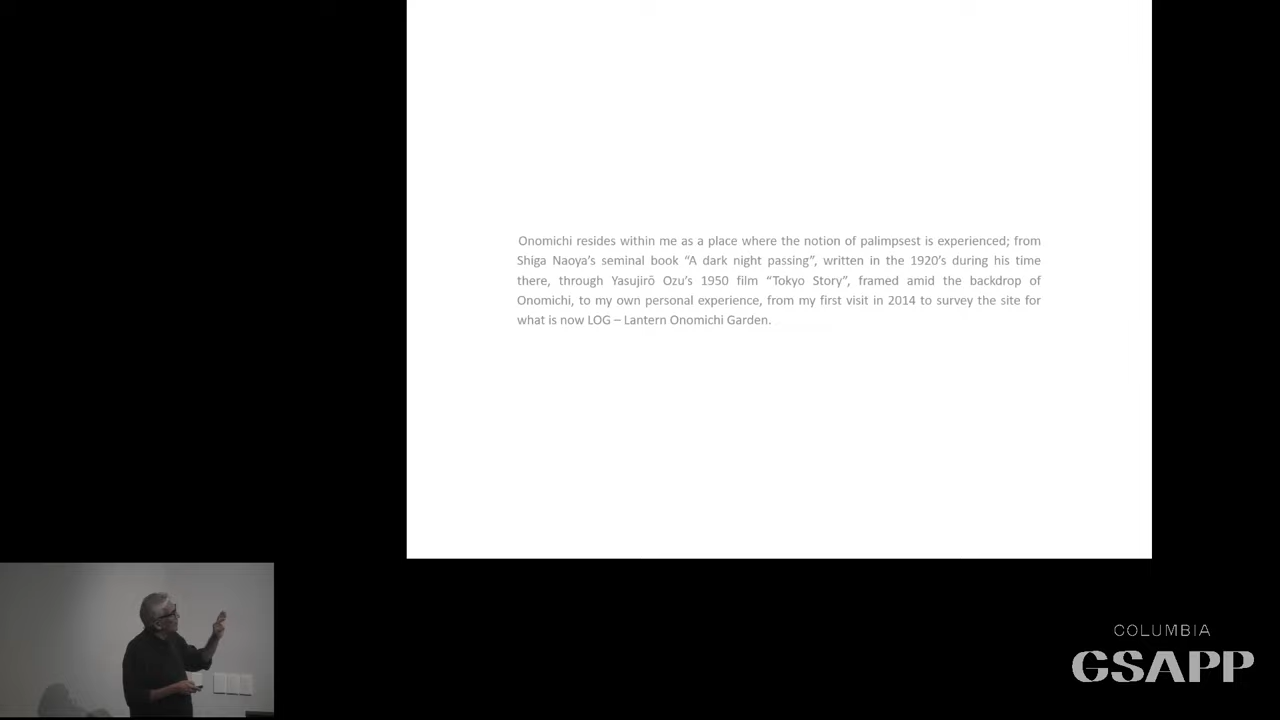 Onomichi resides within me as a place where the notion of palimpsest is experienced; from
Shiga Naoya’s seminal book “A dark night passing”, written in the 1920’s during his time
there, through Yasujirō Ozu’s 1950 film “Tokyo Story”, framed amid the backdrop of
Onomichi, to my own personal experience, from my first visit in 2014 to survey the site for
what is now LOG – Lantern Onomichi Garden.
COLUMBIA
GSAPP